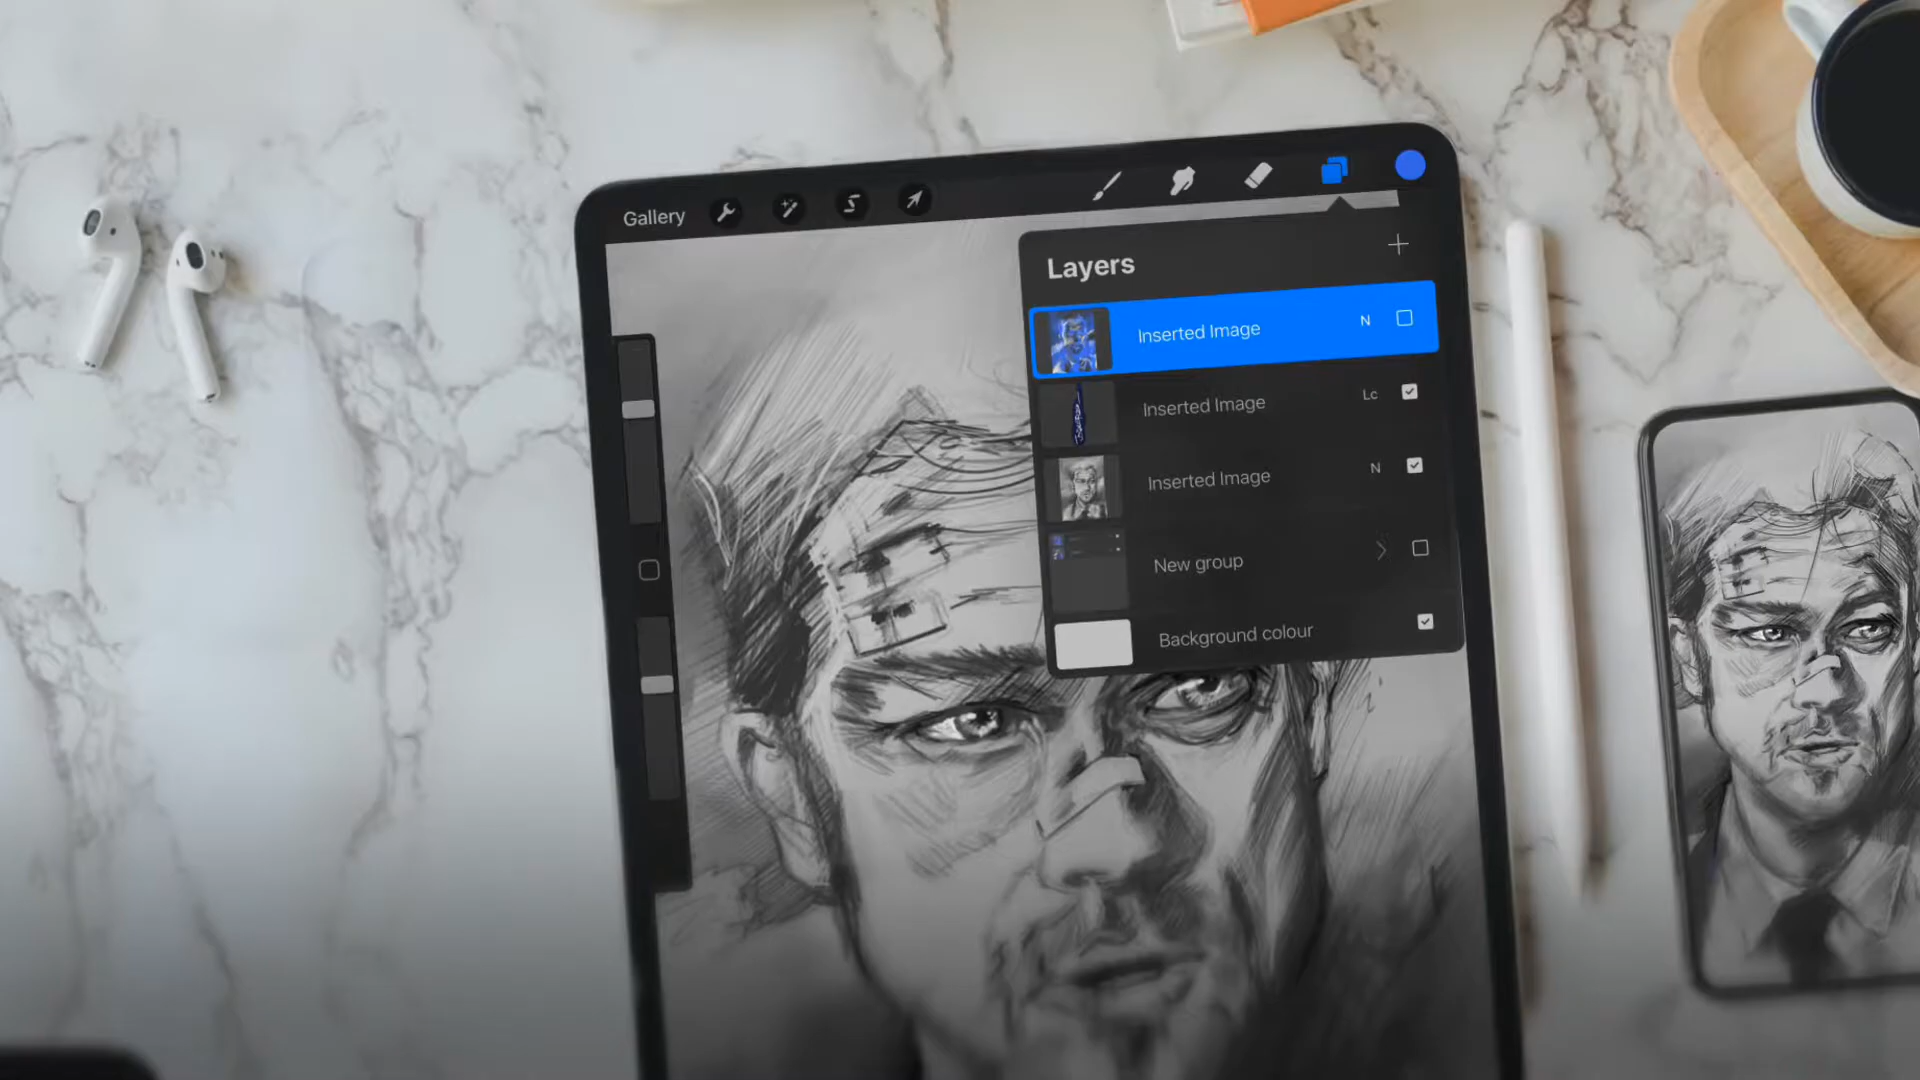 Gallery
Layers
Inserted Image N
Inserted Image Lc
Inserted Image N
New group
Background colour